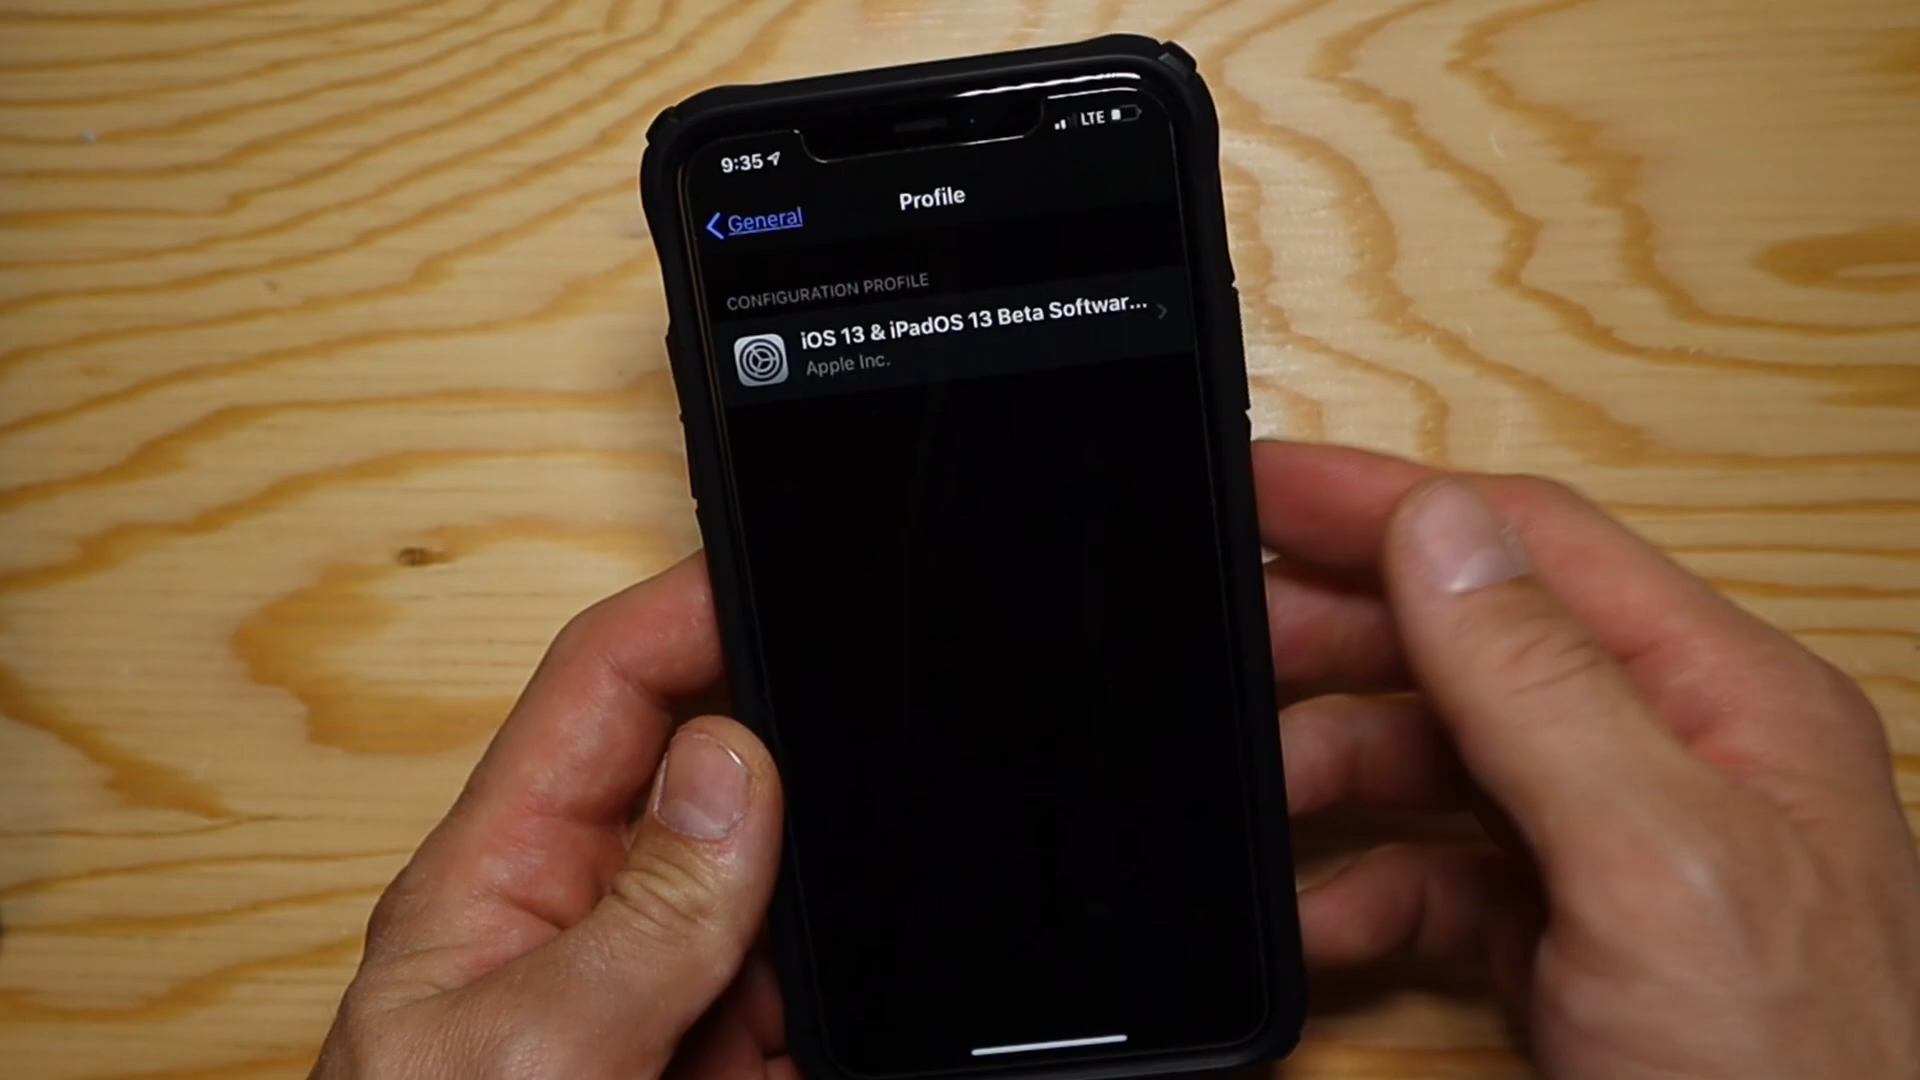 9:35
LTE
General
Profile
CONFIGURATION PROFILE
iOS 13 & iPadOS 13 Beta Softwar...
Apple Inc.